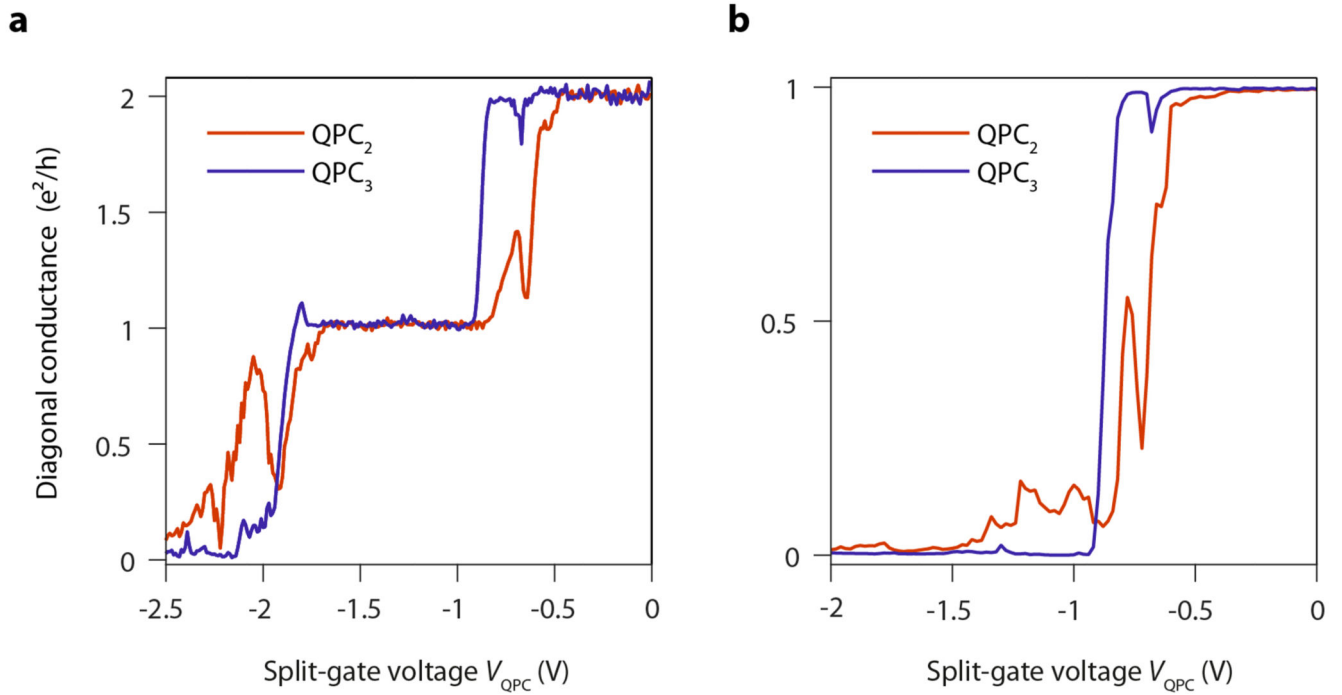 a
Diagonal conductance (e²/h)
2
1.5
1
0.5
0
QPC₂
QPC₃
-2.5 -2 -1.5 -1 -0.5 0
Split-gate voltage V_QPC (V)
b
1
0.5
0
QPC₂
QPC₃
-2 -1.5 -1 -0.5 0
Split-gate voltage V_QPC (V)